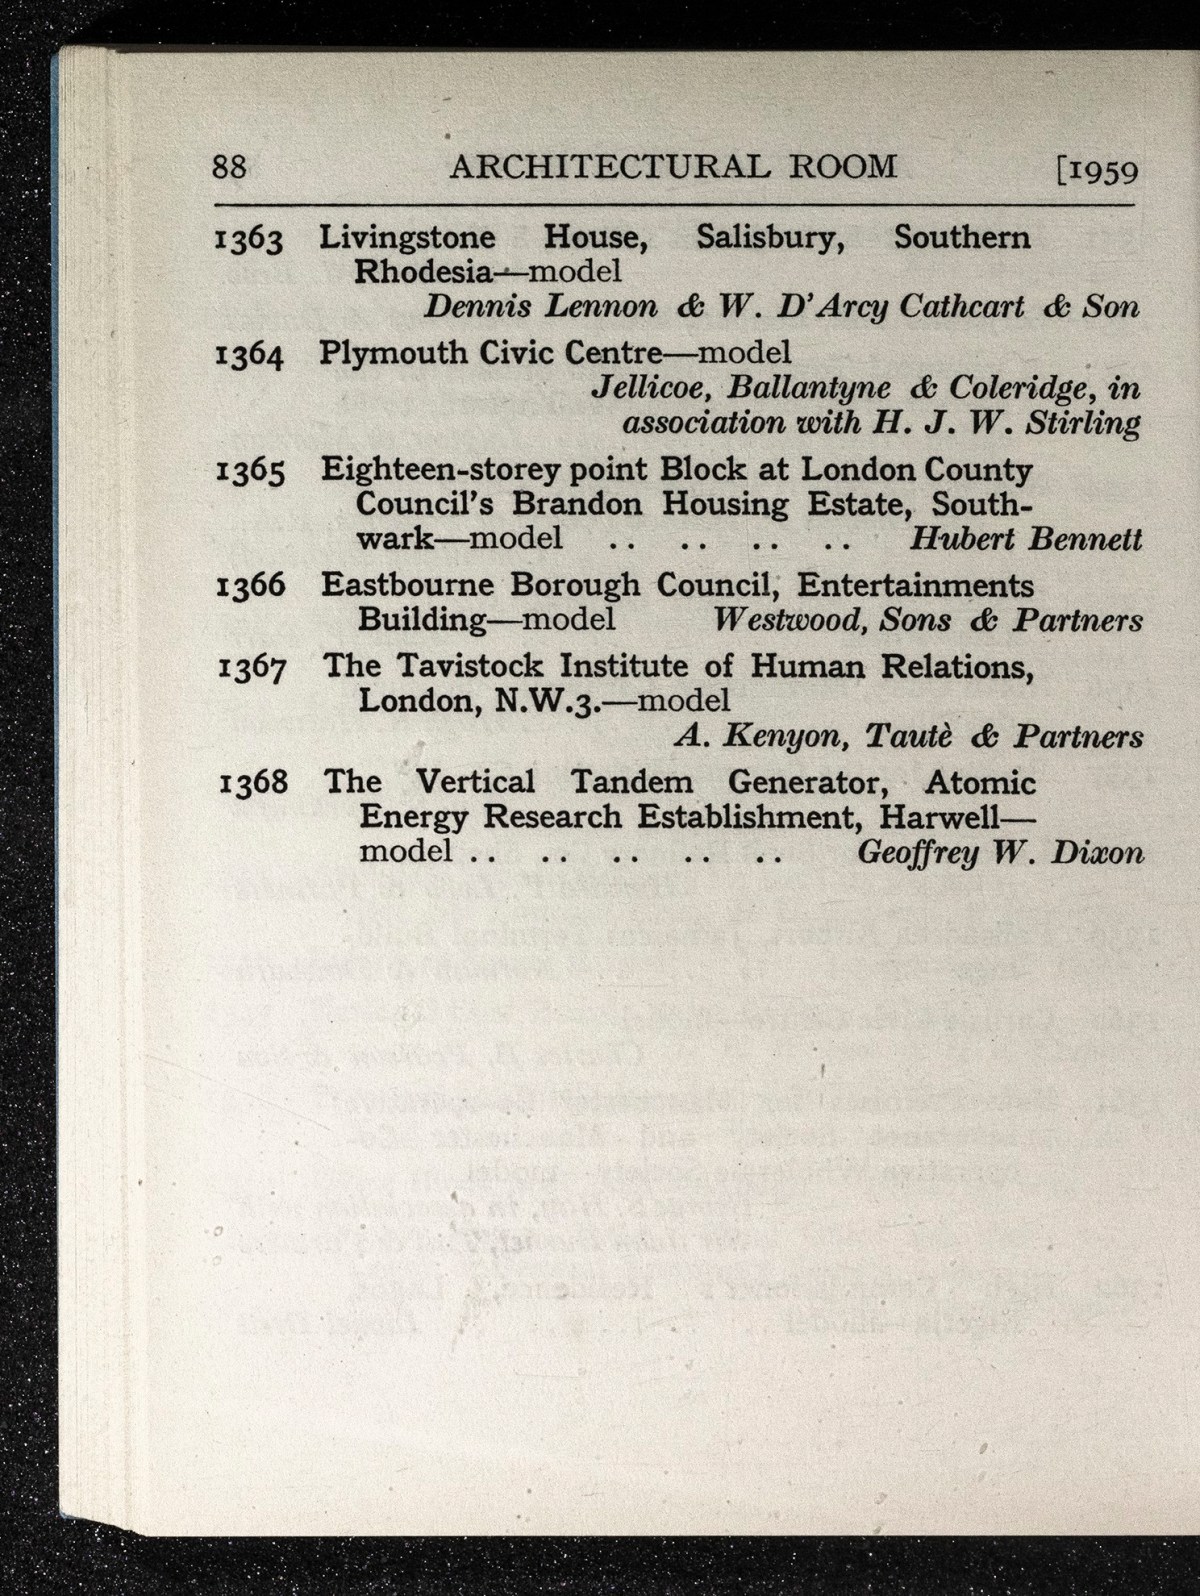 88 ARCHITECTURAL ROOM [1959
1363 Livingstone House, Salisbury, Southern
Rhodesia—model
Dennis Lennon & W. D'Arcy Cathcart & Son
1364 Plymouth Civic Centre—model
Jellicoe, Ballantyne & Coleridge, in
association with H. J. W. Stirling
1365 Eighteen-storey point Block at London County
Council's Brandon Housing Estate, South-
wark—model .. .. .. .. Hubert Bennett
1366 Eastbourne Borough Council, Entertainments
Building—model Westwood, Sons & Partners
1367 The Tavistock Institute of Human Relations,
London, N.W.3.—model
A. Kenyon, Tautè & Partners
1368 The Vertical Tandem Generator, Atomic
Energy Research Establishment, Harwell—
model .. .. .. .. .. Geoffrey W. Dixon